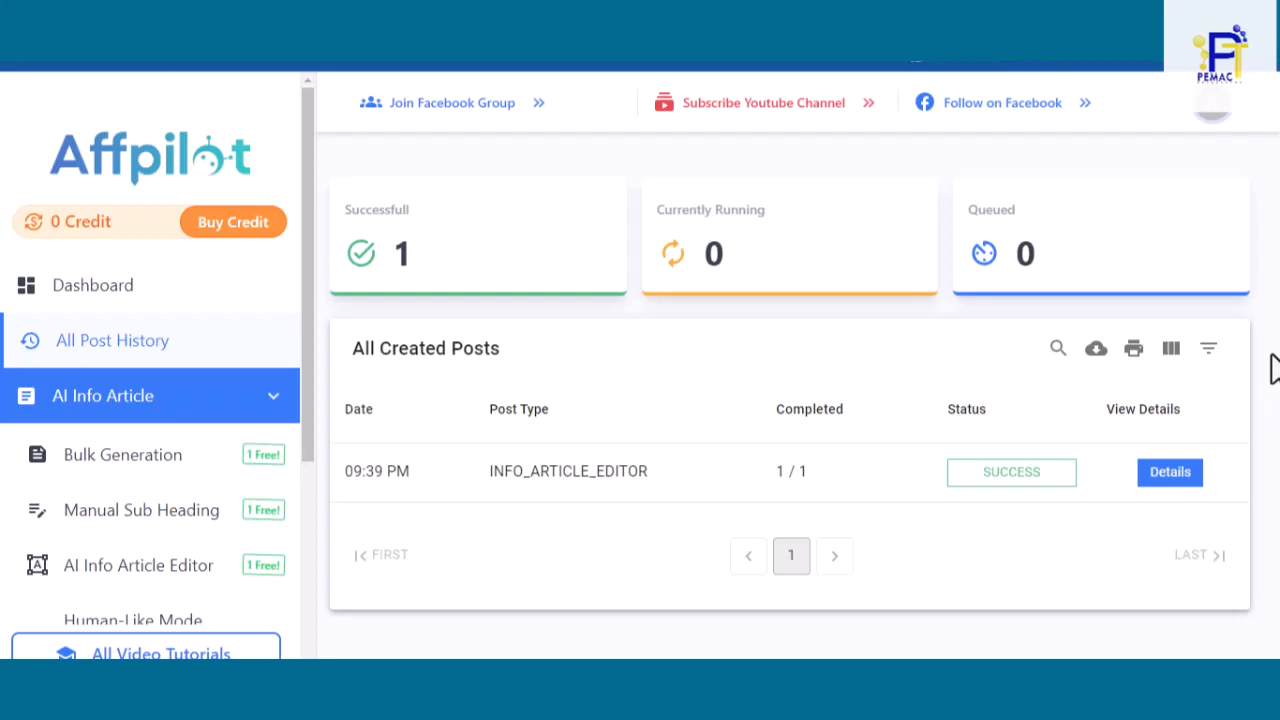 PT
PEMAC
Join Facebook Group
Subscribe Youtube Channel
Follow on Facebook
Affpilot
0 Credit
Buy Credit
Dashboard
All Post History
AI Info Article
Bulk Generation 1 Free!
Manual Sub Heading 1 Free!
AI Info Article Editor 1 Free!
Human-Like Mode
All Video Tutorials
Successfull
1
Currently Running
0
Queued
0
All Created Posts
Date Post Type Completed Status View Details
09:39 PM INFO_ARTICLE_EDITOR 1 / 1 SUCCESS Details
FIRST 1 LAST